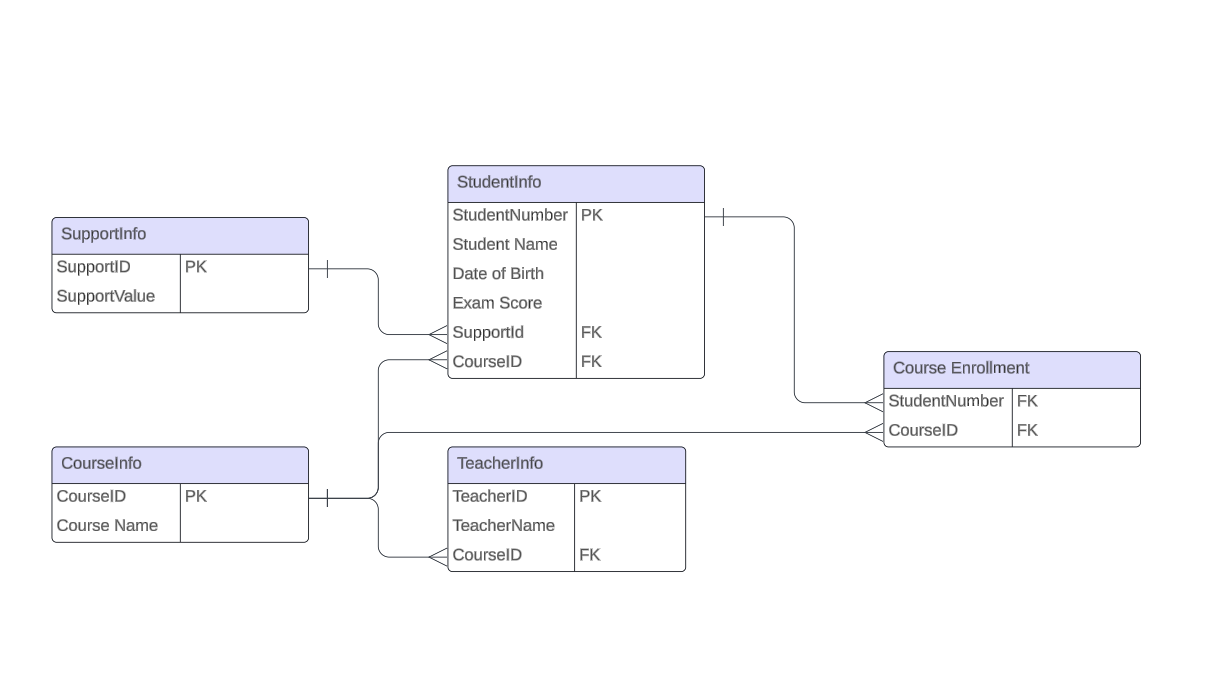 StudentInfo
StudentNumber PK
Student Name
Date of Birth
Exam Score
SupportId FK
CourseID FK
SupportInfo
SupportID PK
SupportValue
Course Enrollment
StudentNumber FK
CourseID FK
CourseInfo
CourseID PK
Course Name
TeacherInfo
TeacherID PK
TeacherName
CourseID FK